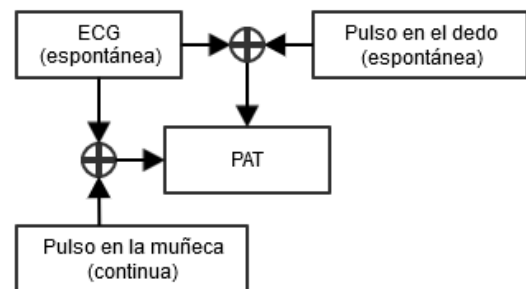 ECG
(espontánea)
Pulso en el dedo
(espontánea)
PAT
Pulso en la muñeca
(continua)